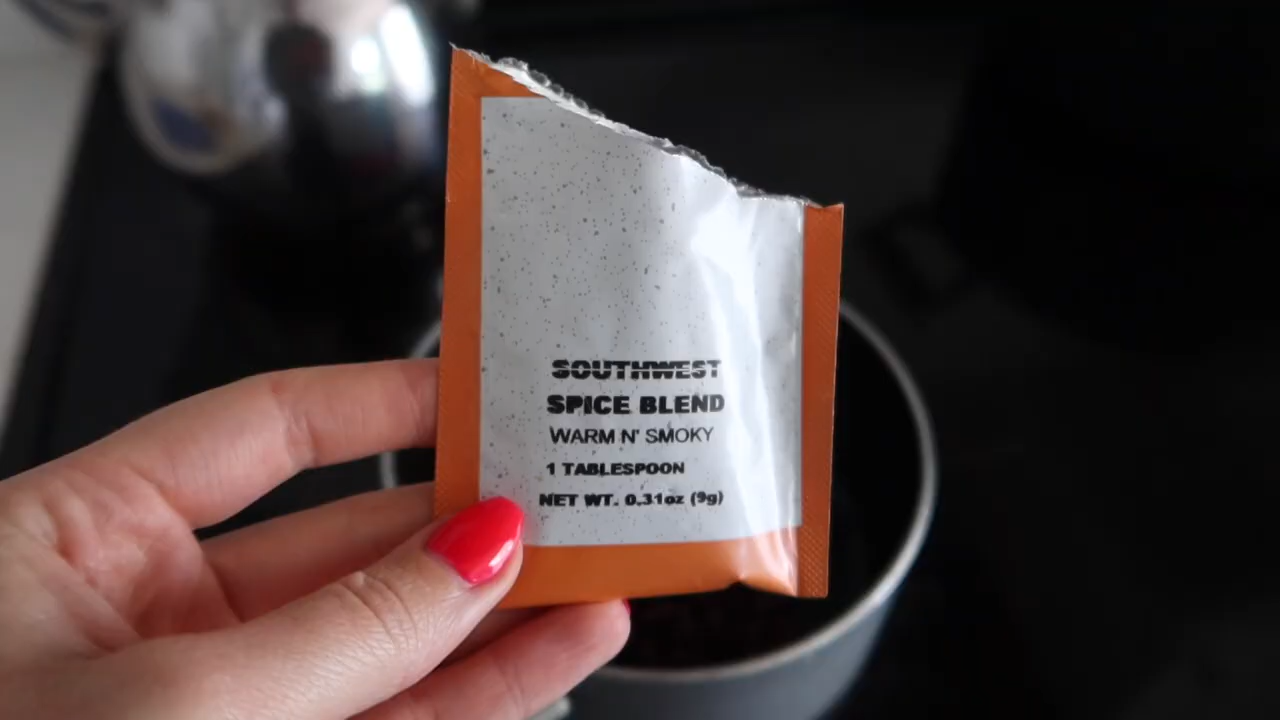 SOUTHWEST
SPICE BLEND
WARM N' SMOKY
1 TABLESPOON
NET WT. 0.31oz (9g)